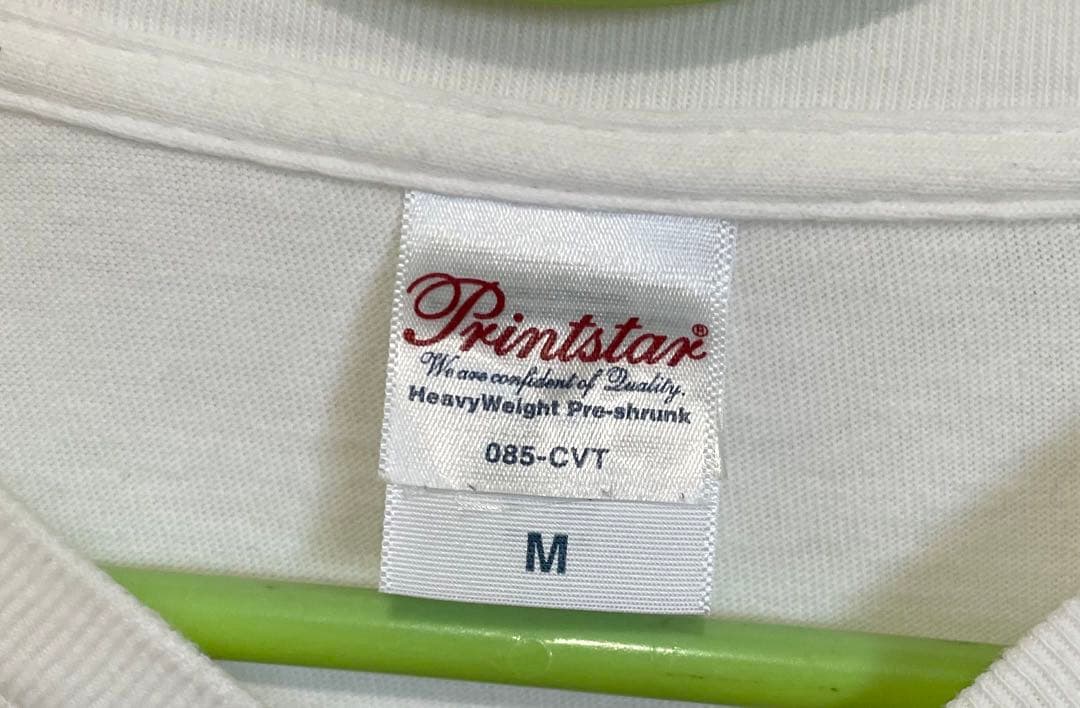 Printstar®
We are confident of Quality.
HeavyWeight Pre-shrunk
085-CVT
M